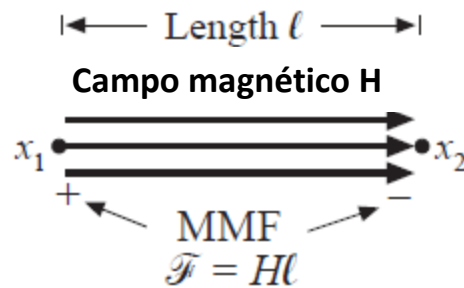 Length ℓ
Campo magnético H
x₁ x₂
+ −
MMF
ℱ = Hℓ